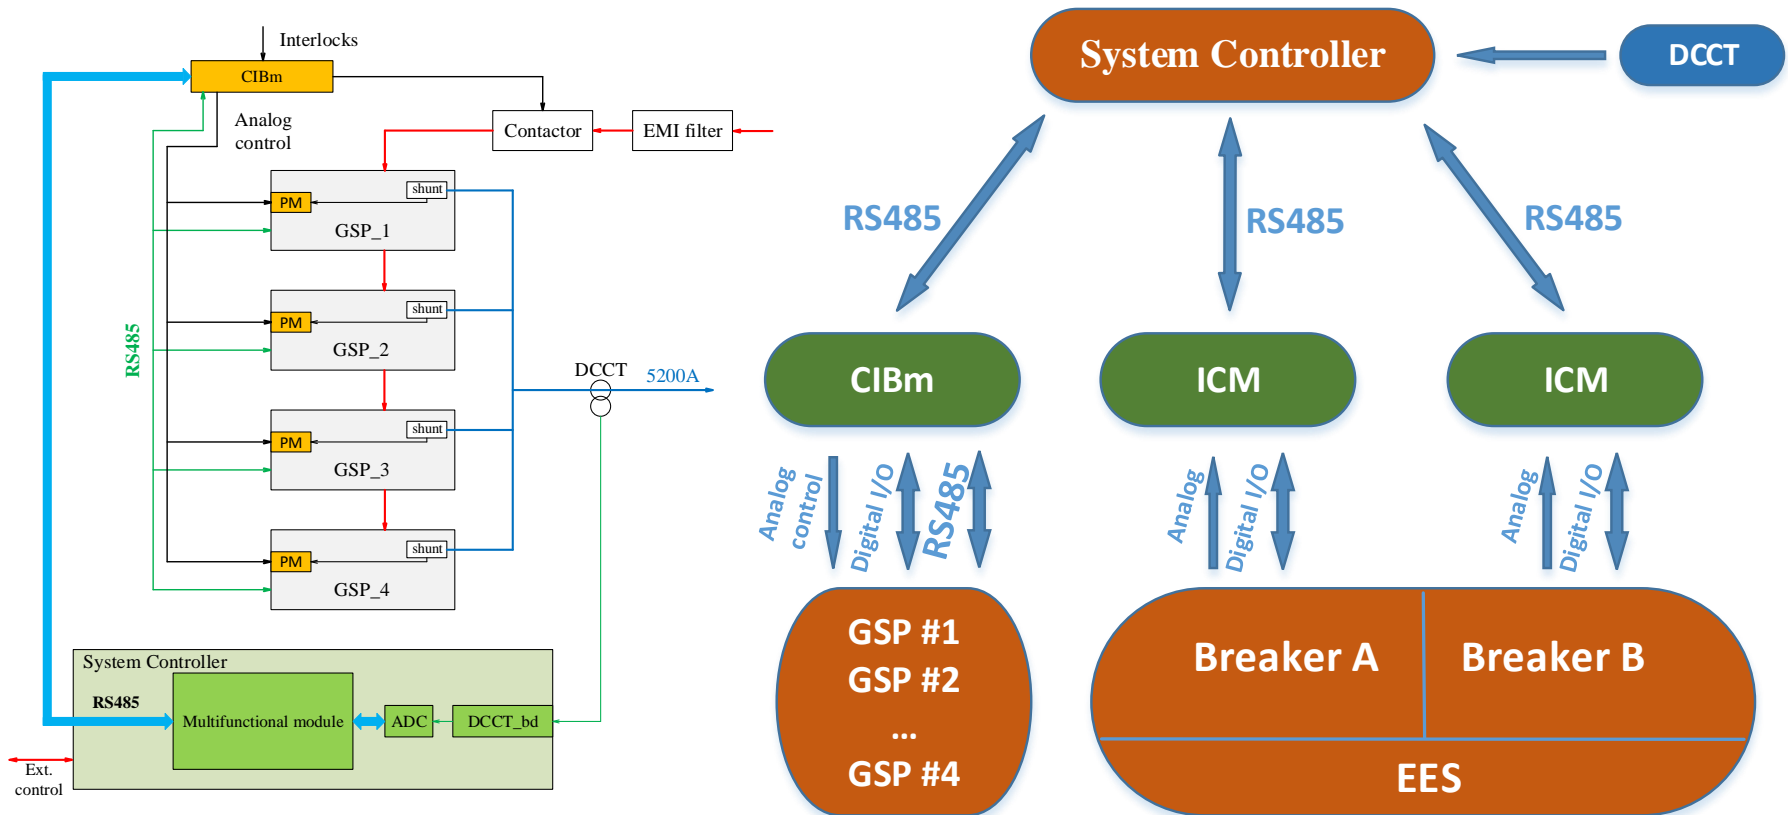 Interlocks
CIBm
Analog
control
Contactor
EMI filter
shunt
PM
GSP_1
shunt
PM
GSP_2
RS485
DCCT
5200A
shunt
PM
GSP_3
shunt
PM
GSP_4
System Controller
RS485
Multifunctional module
ADC
DCCT_bd
Ext.
control
System Controller
DCCT
RS485
RS485
RS485
CIBm
ICM
ICM
Analog
control
Digital I/O
RS485
Analog
Digital I/O
Analog
Digital I/O
GSP #1
GSP #2
...
GSP #4
Breaker A
Breaker B
EES